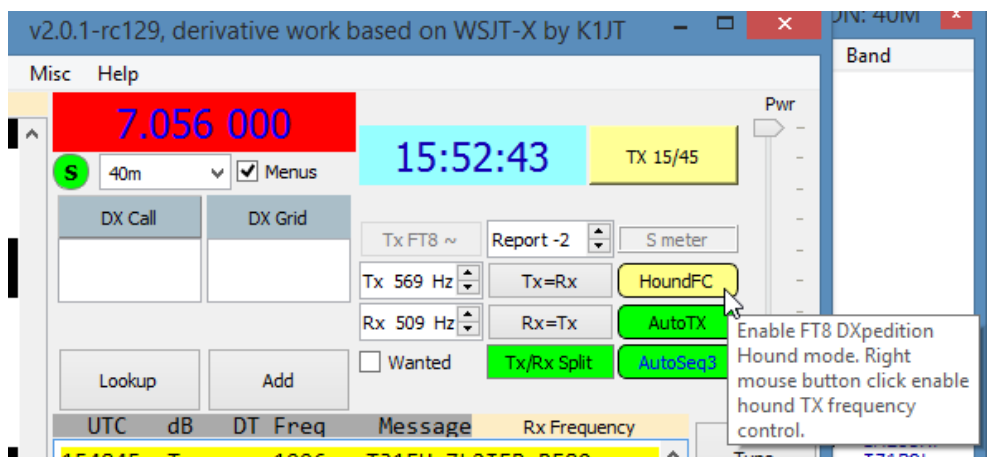 v2.0.1-rc129, derivative work based on WSJT-X by K1JT
ON: 40M
Misc Help
Band
7.056 000
Pwr
15:52:43
TX 15/45
S 40m Menus
DX Call DX Grid
Tx FT8 ~ Report -2 S meter
Tx 569 Hz Tx=Rx HoundFC
Rx 509 Hz Rx=Tx AutoTX
Wanted Tx/Rx Split AutoSeq3
Enable FT8 DXpedition
Hound mode. Right
mouse button click enable
hound TX frequency
control.
Lookup Add
UTC dB DT Freq Message Rx Frequency